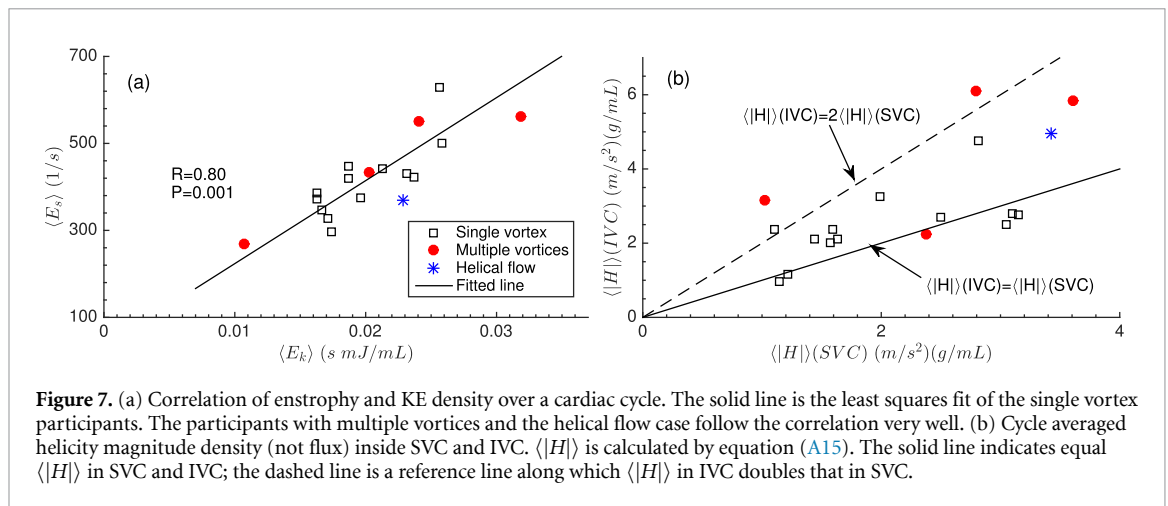 700
500
300
100
⟨E_s⟩ (1/s)
(a)
R=0.80
P=0.001
Single vortex
Multiple vortices
Helical flow
Fitted line
0
0.01
0.02
0.03
⟨E_k⟩ (s mJ/mL)
6
4
2
0
⟨|H|⟩(IVC) (m/s²)(g/mL)
(b)
⟨|H|⟩(IVC)=2⟨|H|⟩(SVC)
⟨|H|⟩(IVC)=⟨|H|⟩(SVC)
0
2
4
⟨|H|⟩(SVC) (m/s²)(g/mL)
Figure 7. (a) Correlation of enstrophy and KE density over a cardiac cycle. The solid line is the least squares fit of the single vortex
participants. The participants with multiple vortices and the helical flow case follow the correlation very well. (b) Cycle averaged
helicity magnitude density (not flux) inside SVC and IVC. ⟨|H|⟩ is calculated by equation (A15). The solid line indicates equal
⟨|H|⟩ in SVC and IVC; the dashed line is a reference line along which ⟨|H|⟩ in IVC doubles that in SVC.